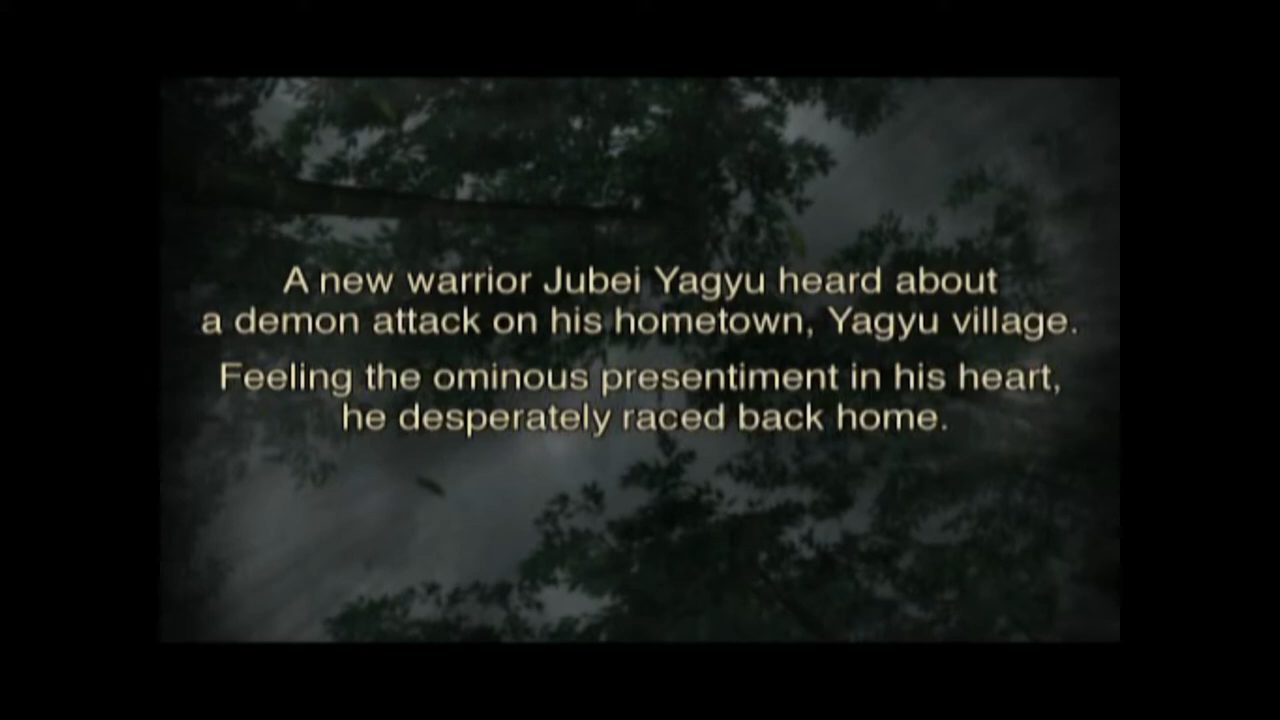 A new warrior Jubei Yagyu heard about
a demon attack on his hometown, Yagyu village.
Feeling the ominous presentiment in his heart,
he desperately raced back home.